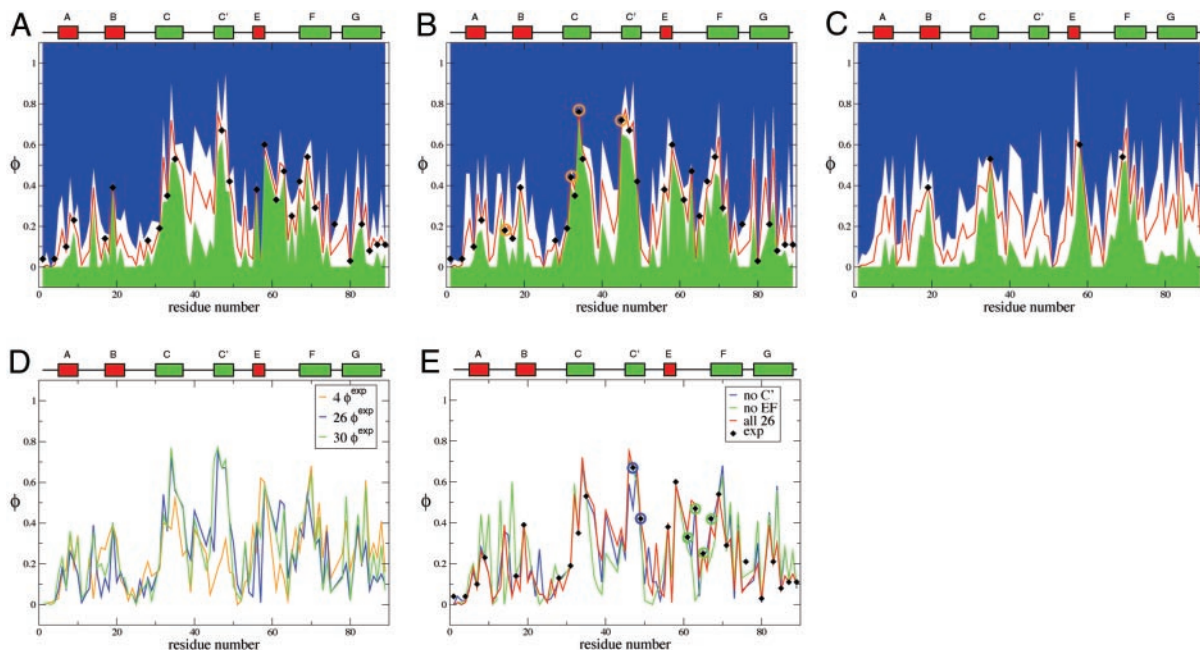 A
A B C C' E F G
ϕ
1
0.8
0.6
0.4
0.2
0
0 20 40 60 80
residue number
B
A B C C' E F G
ϕ
1
0.8
0.6
0.4
0.2
0
0 20 40 60 80
residue number
C
A B C C' E F G
ϕ
1
0.8
0.6
0.4
0.2
0
0 20 40 60 80
residue number
D
A B C C' E F G
4 ϕexp
26 ϕexp
30 ϕexp
ϕ
1
0.8
0.6
0.4
0.2
0
0 20 40 60 80
residue number
E
A B C C' E F G
no C'
no EF
all 26
exp
ϕ
1
0.8
0.6
0.4
0.2
0
0 20 40 60 80
residue number